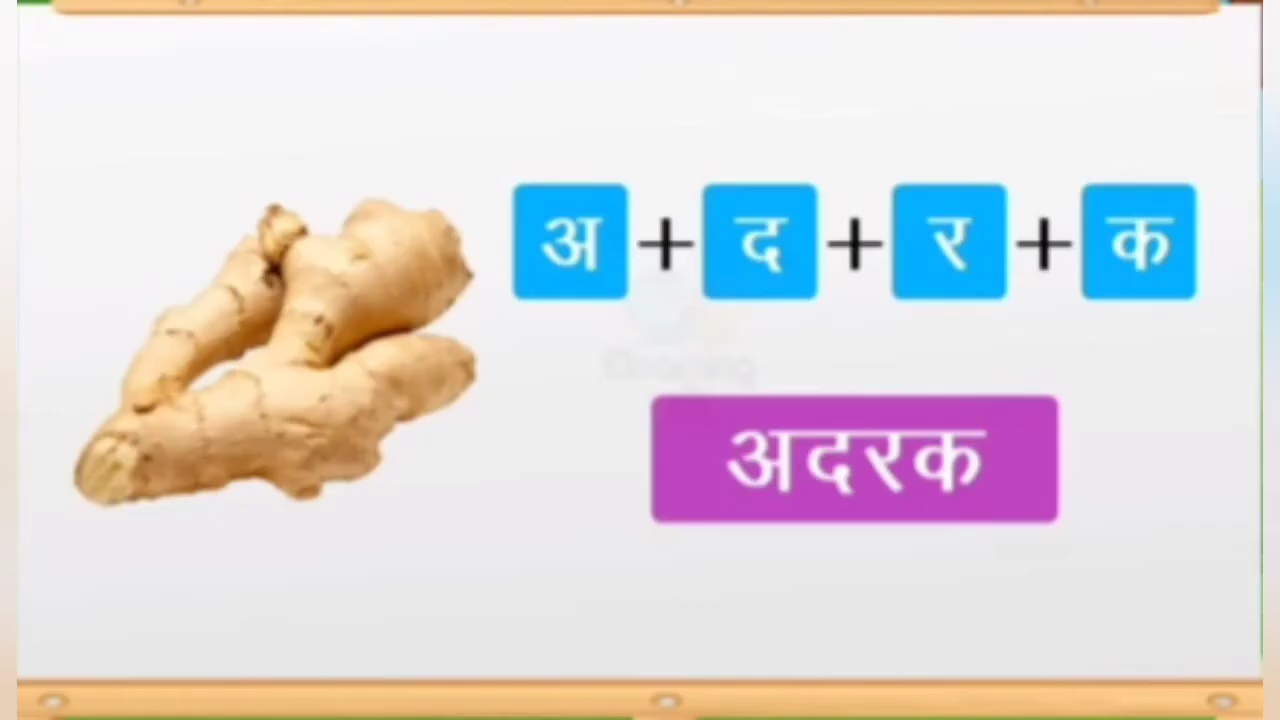 अ + द + र + क
अदरक